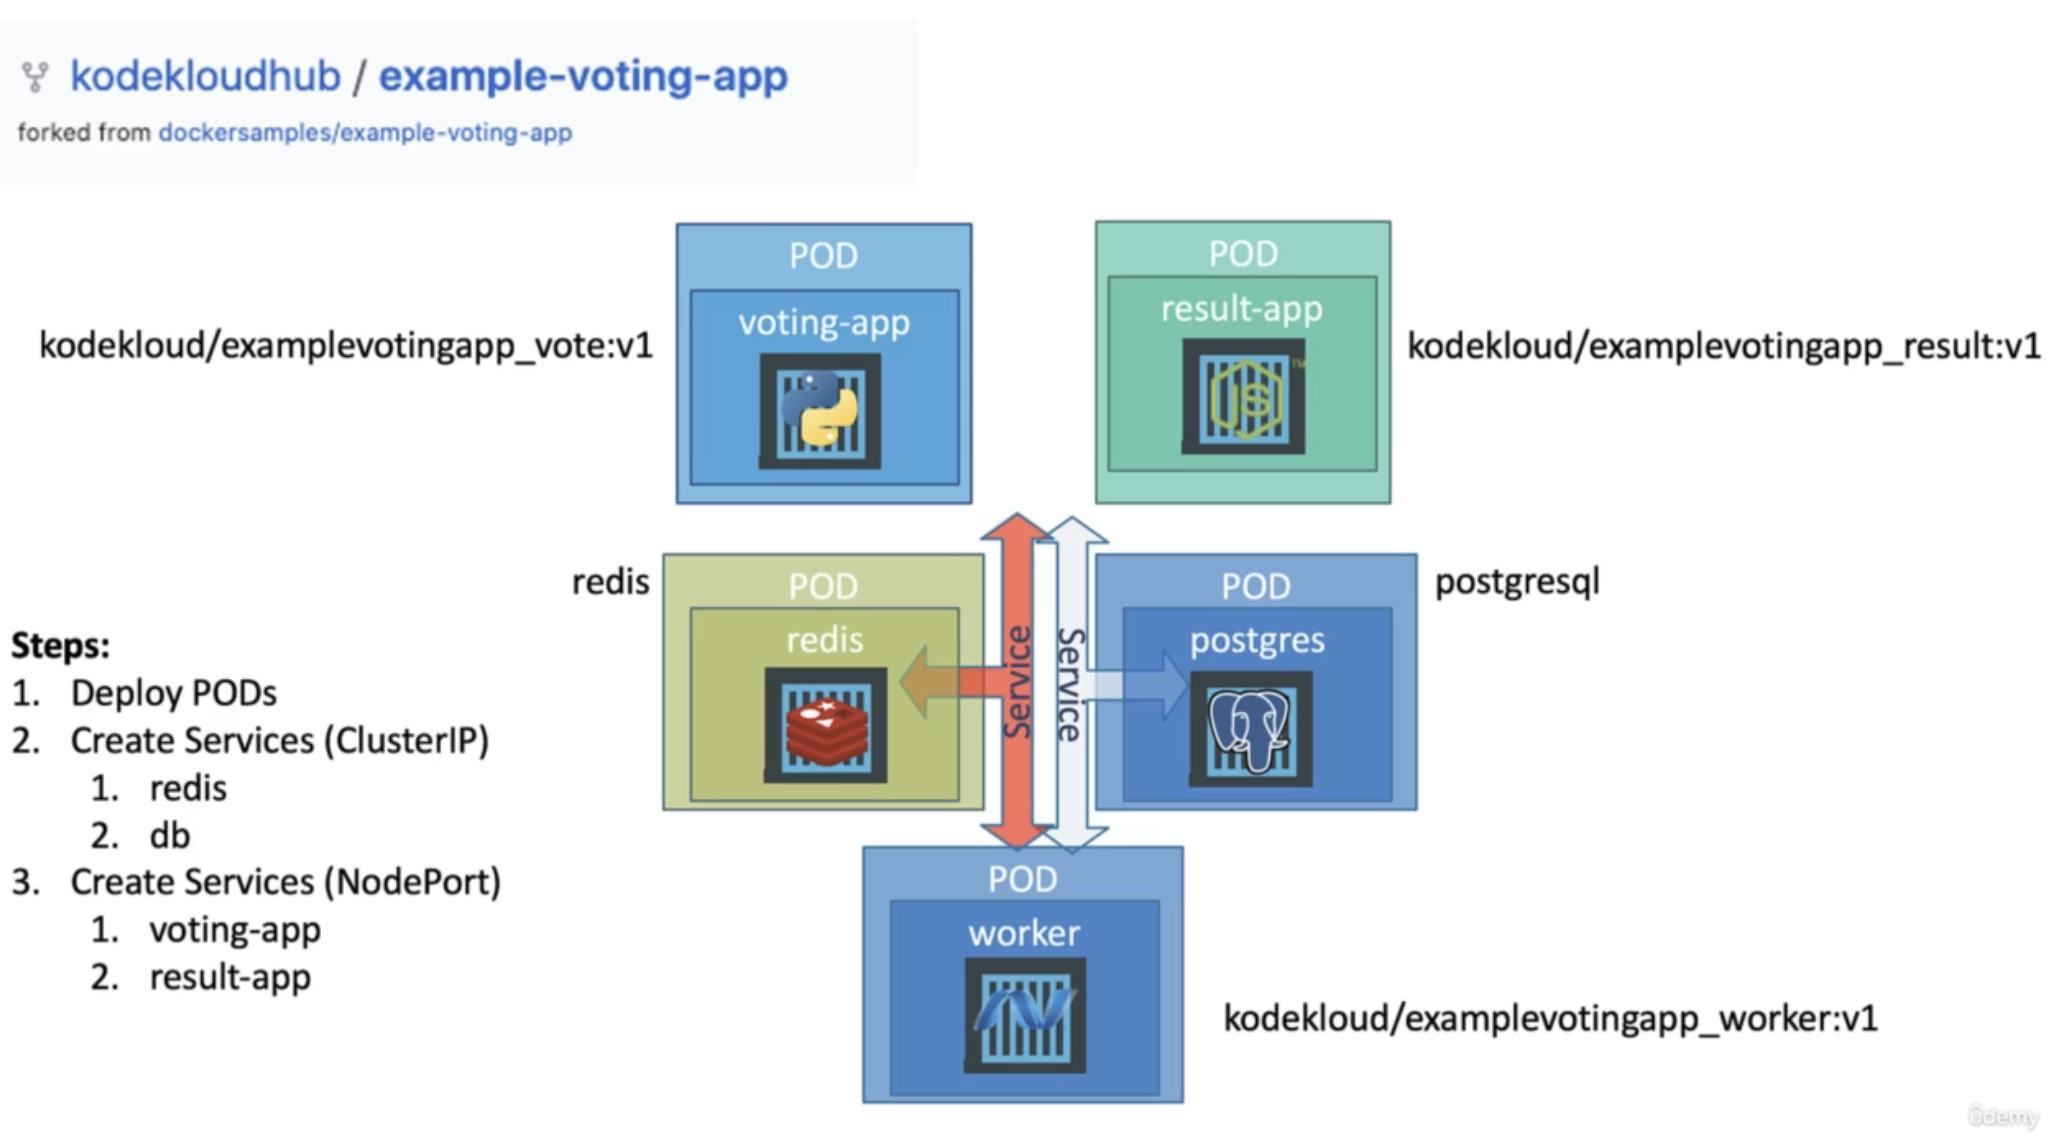 kodekloudhub / example-voting-app
forked from dockersamples/example-voting-app
POD
voting-app
kodekloud/examplevotingapp_vote:v1
POD
result-app
JS
TM
kodekloud/examplevotingapp_result:v1
redis
POD
redis
Service
Service
POD
postgres
postgresql
Steps:
1. Deploy PODs
2. Create Services (ClusterIP)
1. redis
2. db
3. Create Services (NodePort)
1. voting-app
2. result-app
POD
worker
kodekloud/examplevotingapp_worker:v1
ûdemy